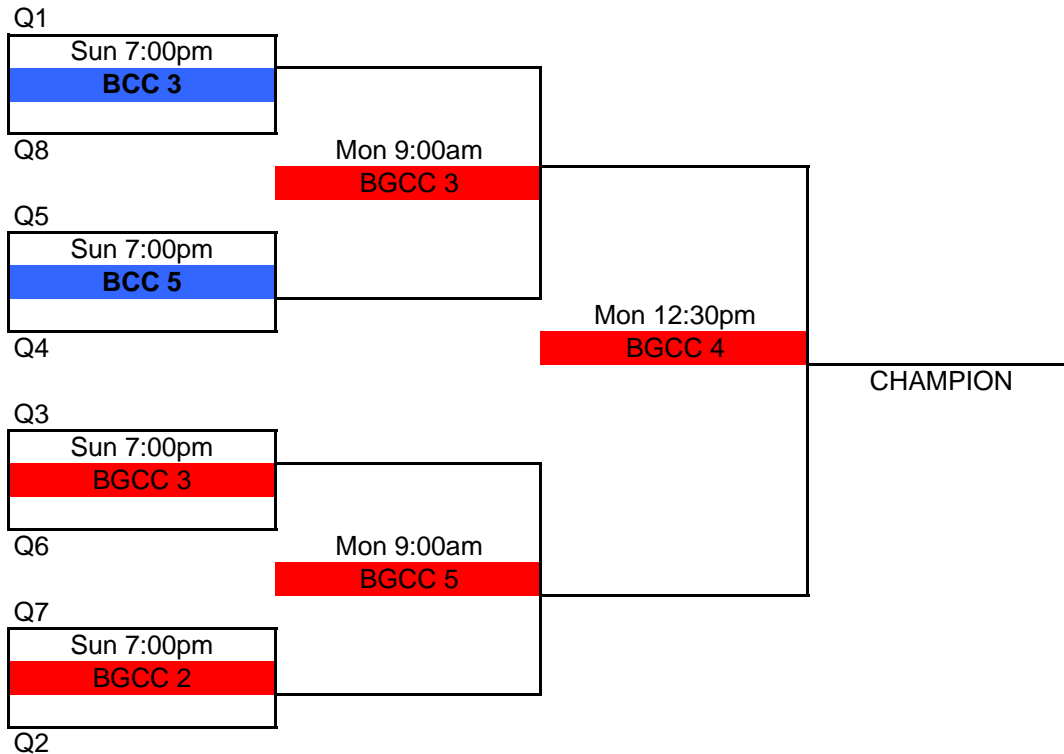 Q1
Sun 7:00pm
BCC 3
Q8
Mon 9:00am
BGCC 3
Q5
Sun 7:00pm
BCC 5
Q4
Mon 12:30pm
BGCC 4
CHAMPION
Q3
Sun 7:00pm
BGCC 3
Q6
Mon 9:00am
BGCC 5
Q7
Sun 7:00pm
BGCC 2
Q2